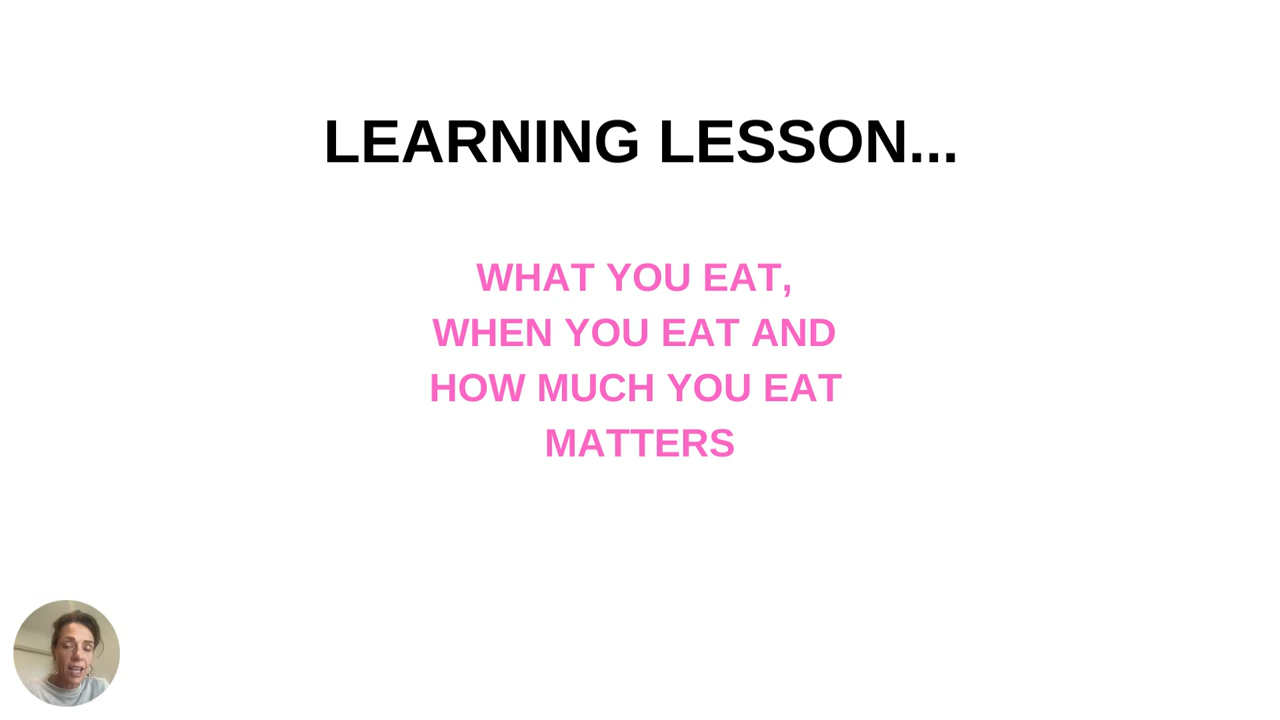 LEARNING LESSON...
WHAT YOU EAT,
WHEN YOU EAT AND
HOW MUCH YOU EAT
MATTERS